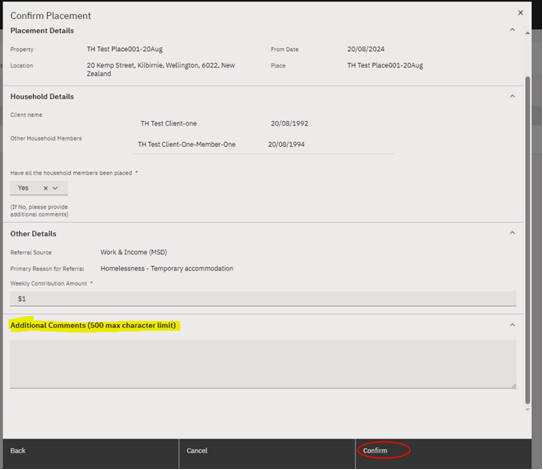 Confirm Placement
Placement Details
Property TH Test Place001-20Aug From Date 20/08/2024
Location 20 Kemp Street, Kilbirnie, Wellington, 6022, New Place TH Test Place001-20Aug
Zealand
Household Details
Client name
TH Test Client-one 20/08/1992
Other Household Members
TH Test Client-One-Member-One 20/08/1994
Have all the household members been placed *
Yes
(If No, please provide
additional comments)
Other Details
Referral Source Work & Income (MSD)
Primary Reason for Referral Homelessness - Temporary accommodation
Weekly Contribution Amount *
$1
Additional Comments (500 max character limit)
Back Cancel Confirm